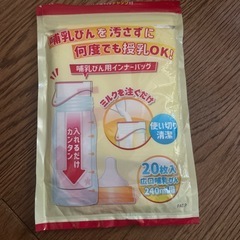 哺乳びんを汚さずに
何度でも授乳OK!
哺乳びん用インナーパック
ミルクを注ぐだけ
入れるだけ
カンタン
使い切り
清潔
20枚入
広口哺乳びん
240ml用